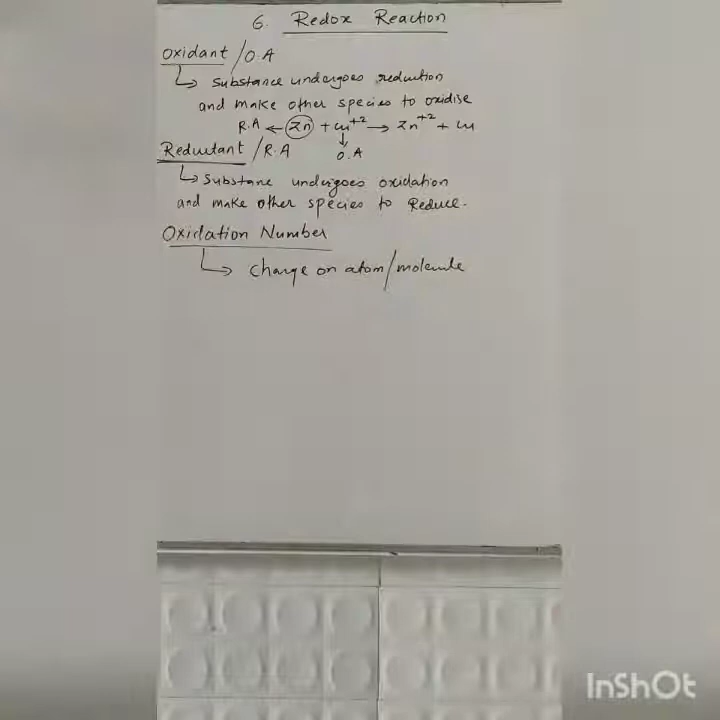 6. Redox Reaction
Oxidant / O.A
↳ Substance undergoes reduction
and make other species to oxidise
R.A ← Zn + Cu+2 → Zn+2 + Cu
↓
O.A
Reductant / R.A
↳ Substane undergoes oxidation
and make other species to Reduce.
Oxidation Number
↳ charge on atom/molecule
InShOt